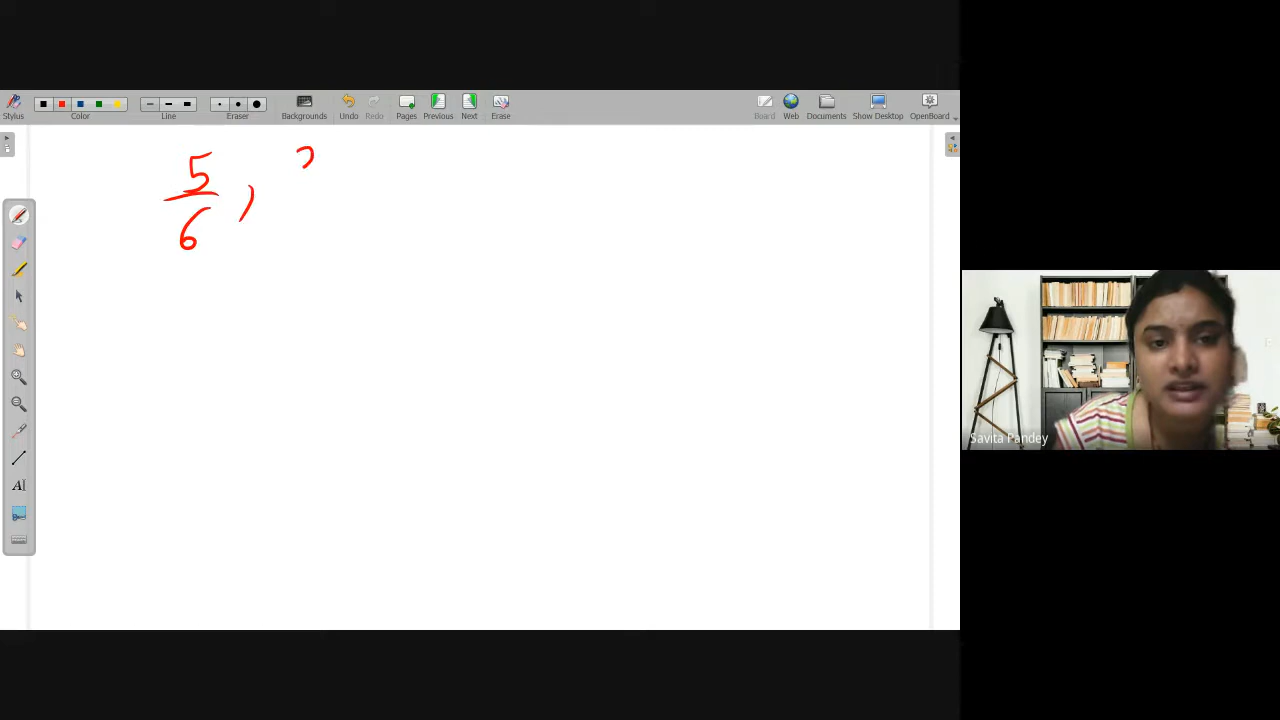 Stylus Color Line Eraser Backgrounds Undo Redo Pages Previous Next Erase Board Web Documents Show Desktop OpenBoard
5
6 ,
Savita Pandey